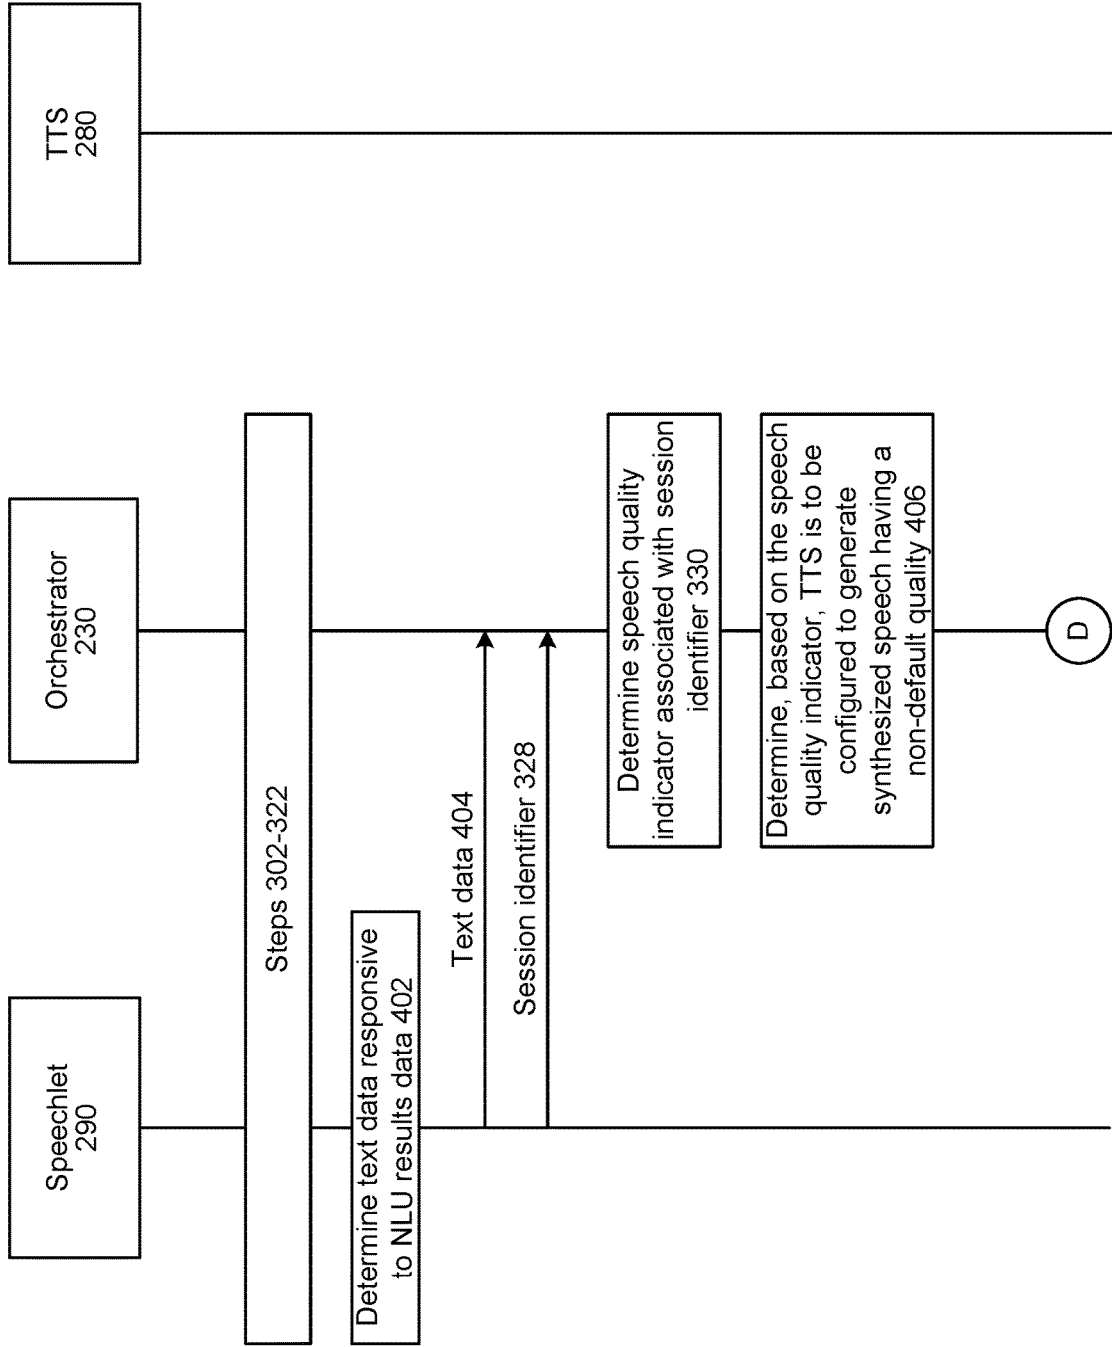 Speechlet
290
Orchestrator
230
TTS
280
Steps 302-322
Determine text data responsive
to NLU results data 402
Text data 404
Session identifier 328
Determine speech quality
indicator associated with session
identifier 330
Determine, based on the speech
quality indicator, TTS is to be
configured to generate
synthesized speech having a
non-default quality 406
D